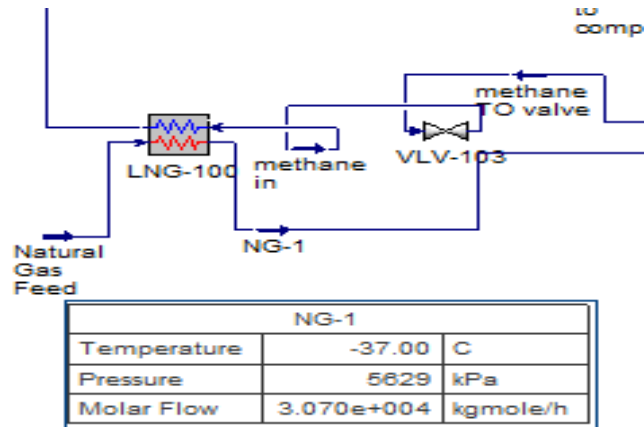 to
comp
methane
TO valve
LNG-100
methane
in
VLV-103
Natural
Gas
Feed
NG-1
NG-1
Temperature -37.00 C
Pressure 5629 kPa
Molar Flow 3.070e+004 kgmole/h